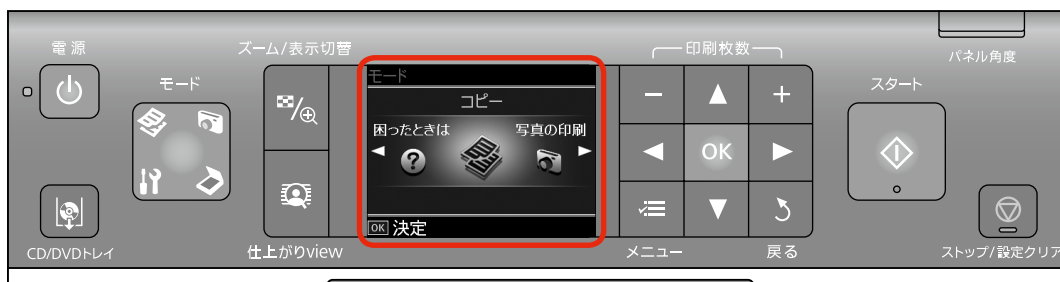 電源
ズーム/表示切替
印刷枚数
パネル角度
モード
スタート
モード
コピー
困ったときは
写真の印刷
OK
OK 決定
CD/DVDトレイ
仕上がりview
メニュー
戻る
ストップ/設定クリア